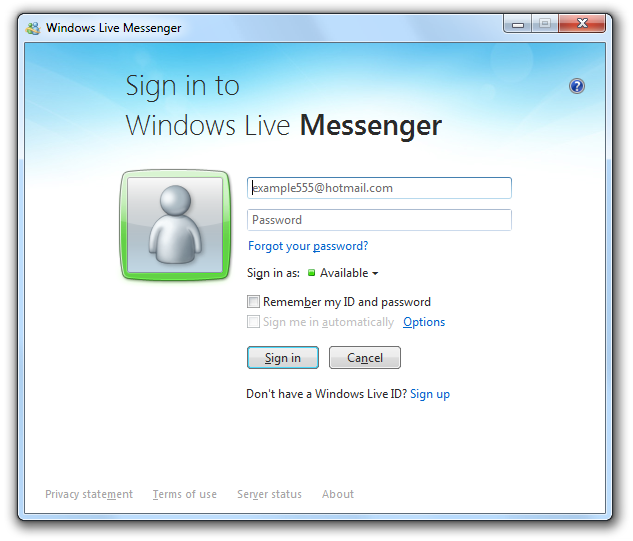 Windows Live Messenger
Sign in to
Windows Live Messenger
?
example555@hotmail.com
Password
Forgot your password?
Sign in as: Available
Remember my ID and password
Sign me in automatically Options
Sign in Cancel
Don't have a Windows Live ID? Sign up
Privacy statement Terms of use Server status About